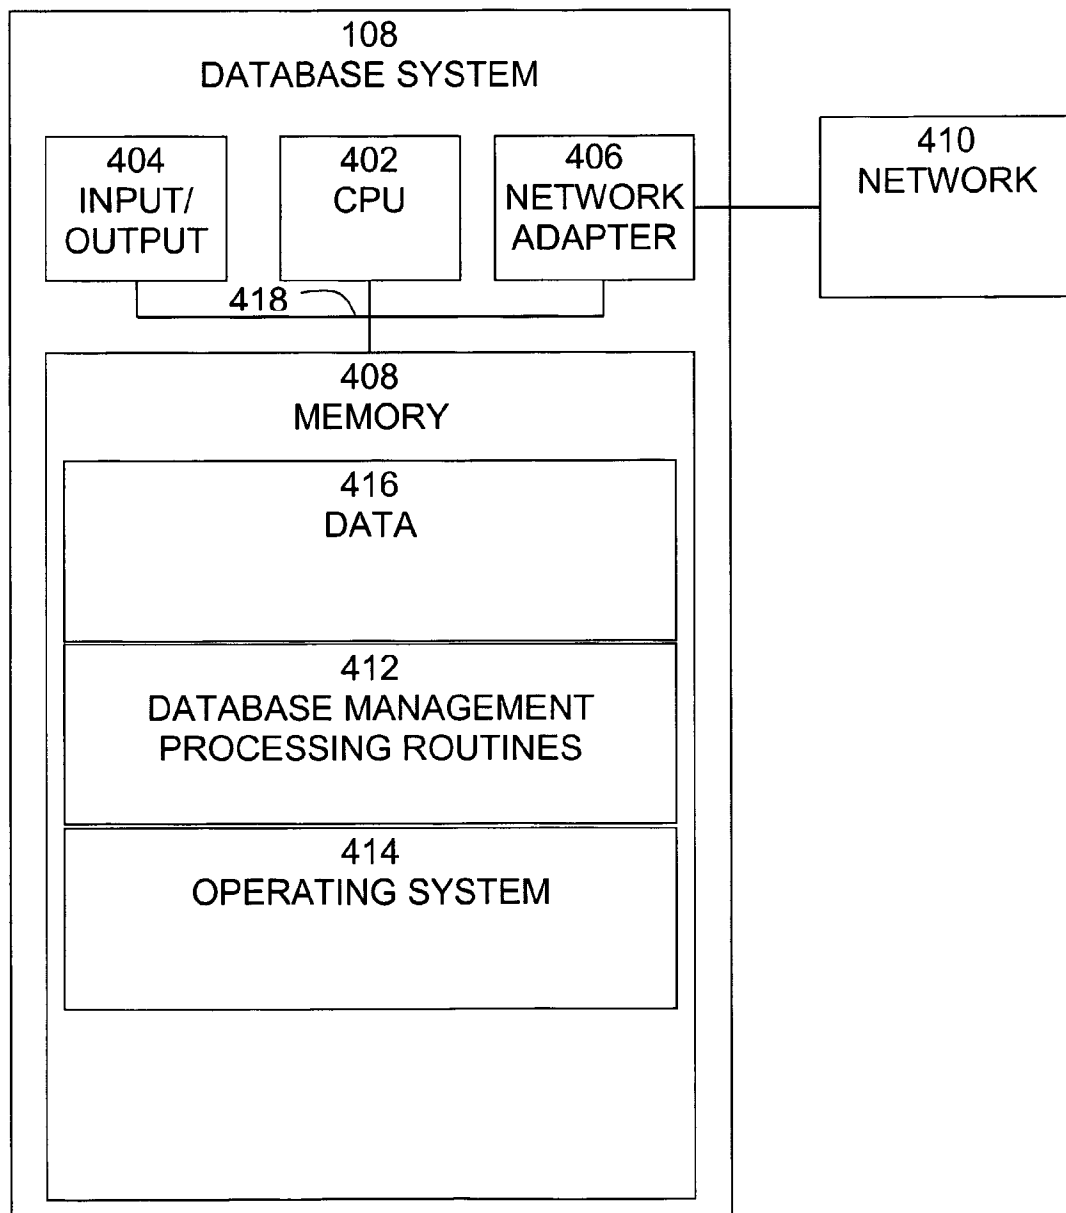 108
DATABASE SYSTEM
404
INPUT/
OUTPUT
402
CPU
406
NETWORK
ADAPTER
410
NETWORK
418
408
MEMORY
416
DATA
412
DATABASE MANAGEMENT
PROCESSING ROUTINES
414
OPERATING SYSTEM